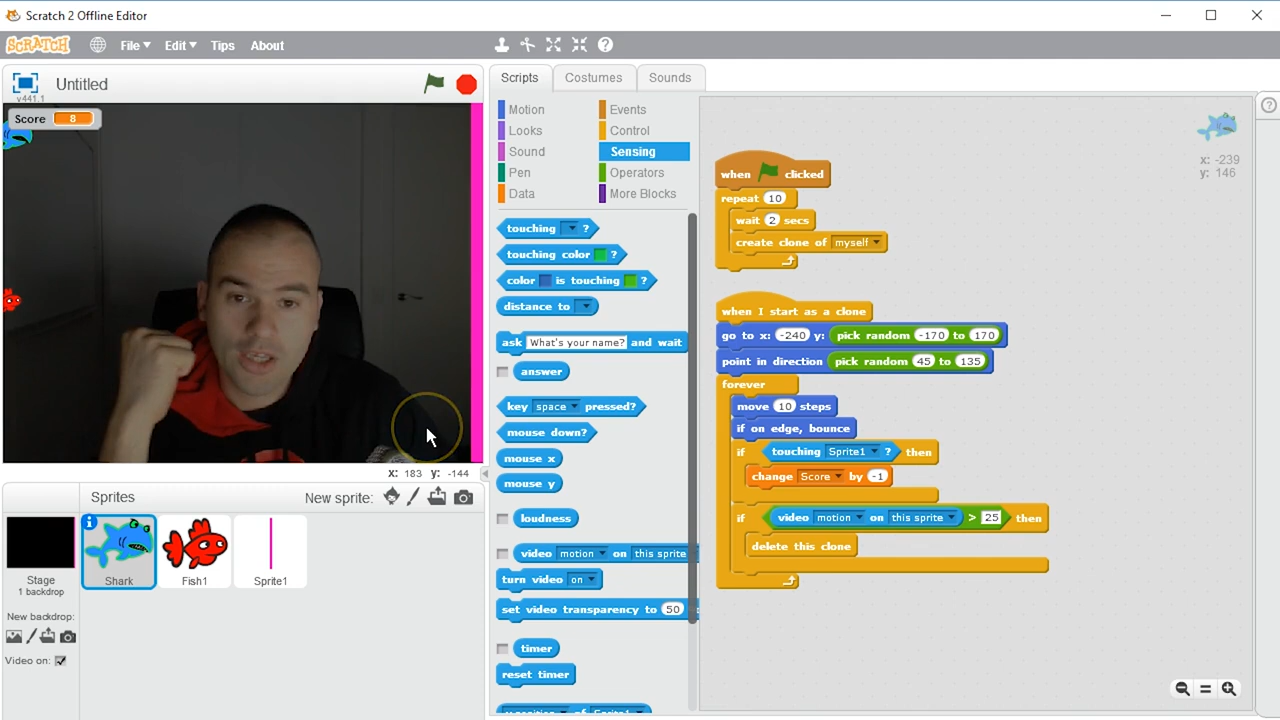 Scratch 2 Offline Editor
SCRATCH File Edit Tips About
v441.1 Untitled
Score 8
x: 183 y: -144
Sprites New sprite:
Stage
1 backdrop
Shark Fish1 Sprite1
New backdrop:
Video on:
Scripts Costumes Sounds
Motion Events
Looks Control
Sound Sensing
Pen Operators
Data More Blocks
touching ?
touching color ?
color is touching ?
distance to
ask What's your name? and wait
answer
key space pressed?
mouse down?
mouse x
mouse y
loudness
video motion on this sprite
turn video on
set video transparency to 50
timer
reset timer
of Sprite1
x: -239
y: 146
when clicked
repeat 10
wait 2 secs
create clone of myself
when I start as a clone
go to x: -240 y: pick random -170 to 170
point in direction pick random 45 to 135
forever
move 10 steps
if on edge, bounce
if touching Sprite1 ? then
change Score by -1
if video motion on this sprite > 25 then
delete this clone